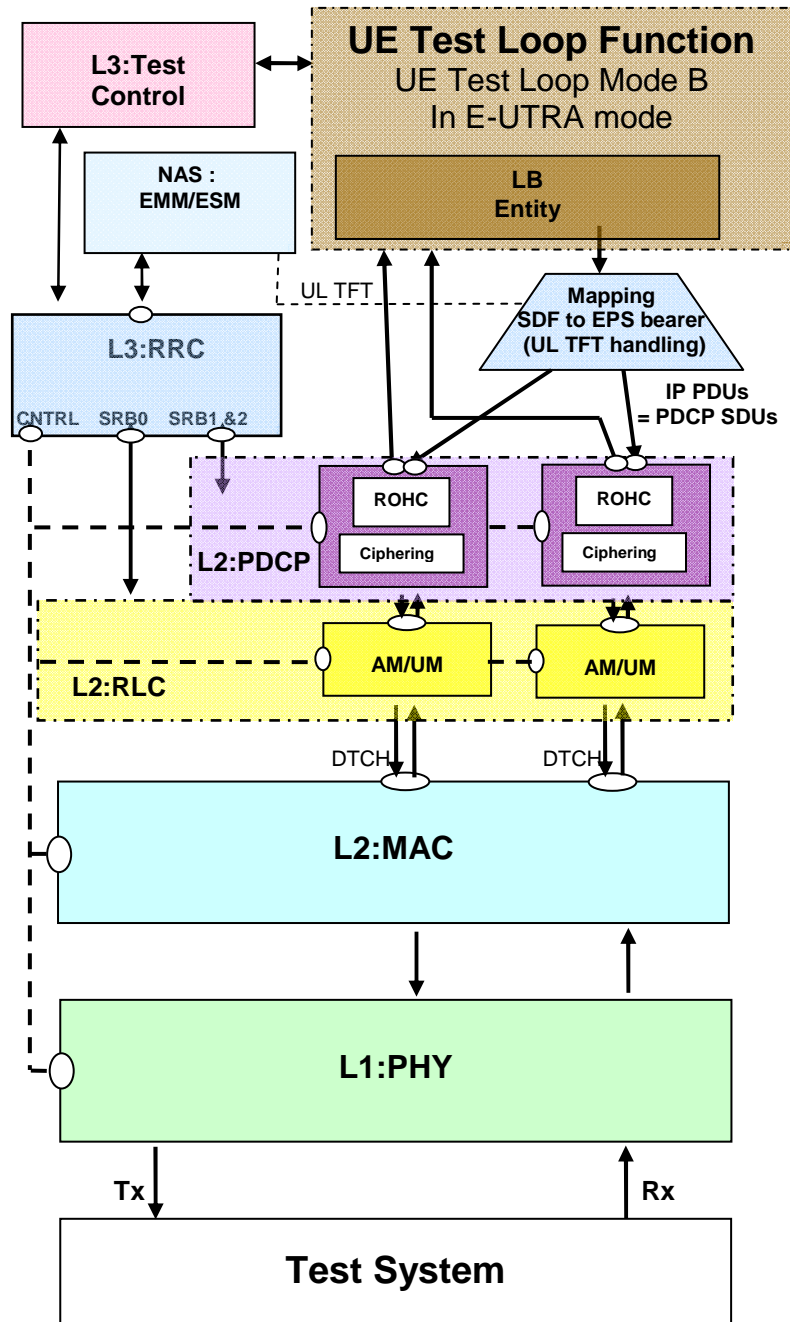 UE Test Loop Function
UE Test Loop Mode B
In E-UTRA mode
L3:Test
Control
NAS :
EMM/ESM
LB
Entity
UL TFT
Mapping
SDF to EPS bearer
(UL TFT handling)
L3:RRC
CNTRL SRB0 SRB1,&2
IP PDUs
= PDCP SDUs
ROHC
Ciphering
ROHC
Ciphering
L2:PDCP
AM/UM
AM/UM
L2:RLC
DTCH
DTCH
L2:MAC
L1:PHY
Tx
Rx
Test System